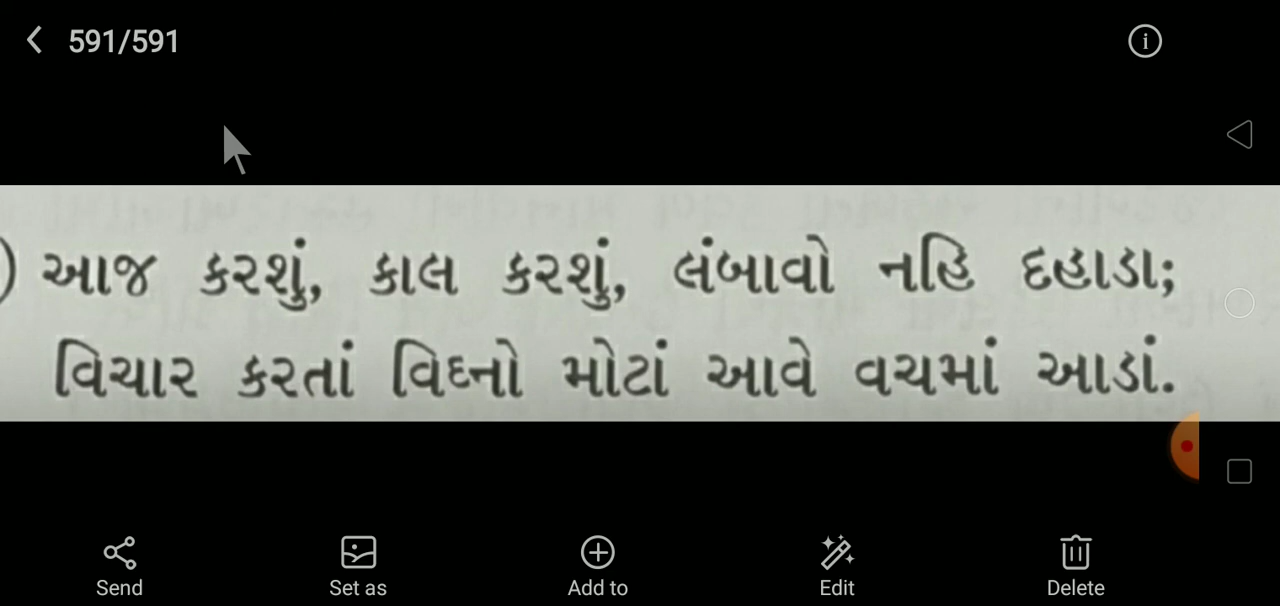 591/591
) આજ કરશું, કાલ કરશું, લંબાવો નહિ દહાડા;
વિચાર કરતાં વિઘ્નો મોટાં આવે વચમાં આડાં.
Send Set as Add to Edit Delete